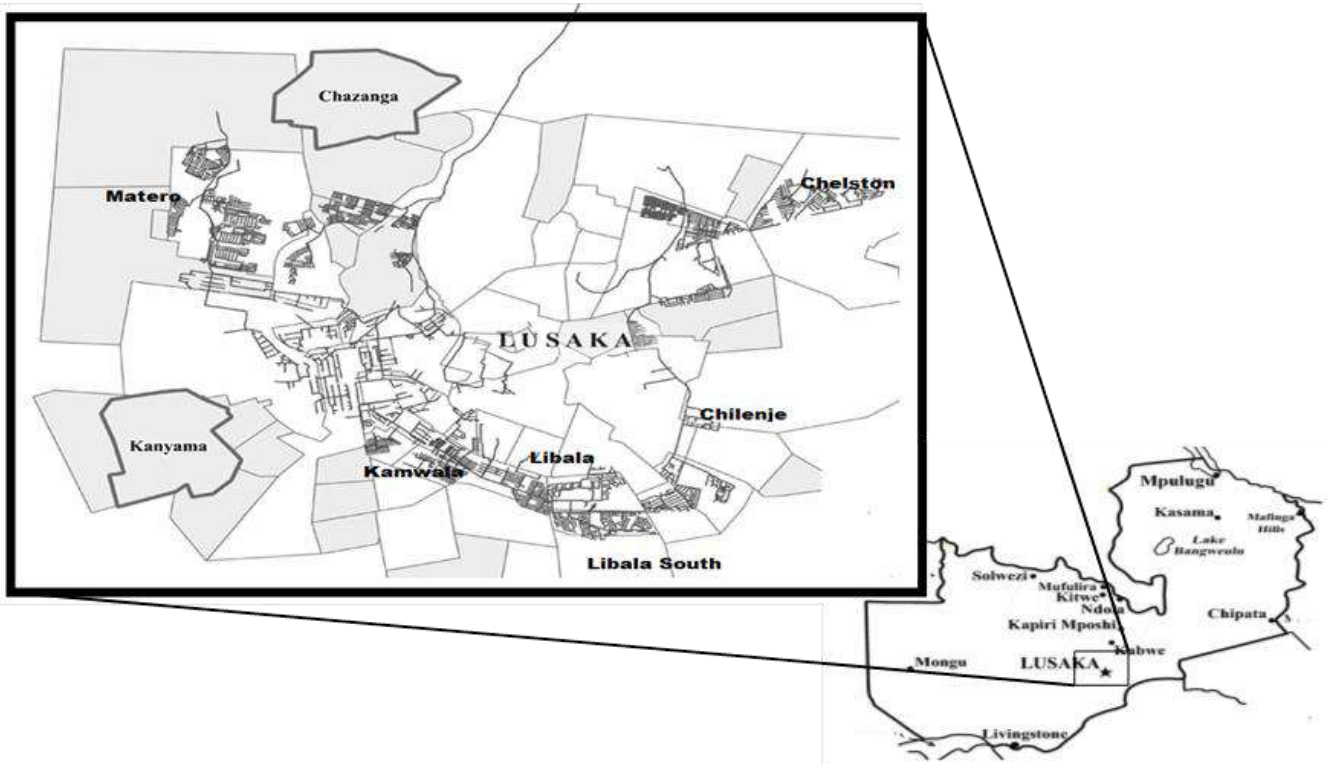 Chazanga
Matero
Chelston
LUSAKA
Chilenje
Kanyama
Kamwala
Libala
Libala South
Mpulugu
Kasama
Mafinga
Hills
Lake
Bangweulu
Solwezi
Mufulira
Kitwe
Ndola
Kapiri Mposhi
Chipata
Kabwe
Mongu
LUSAKA
Livingstone